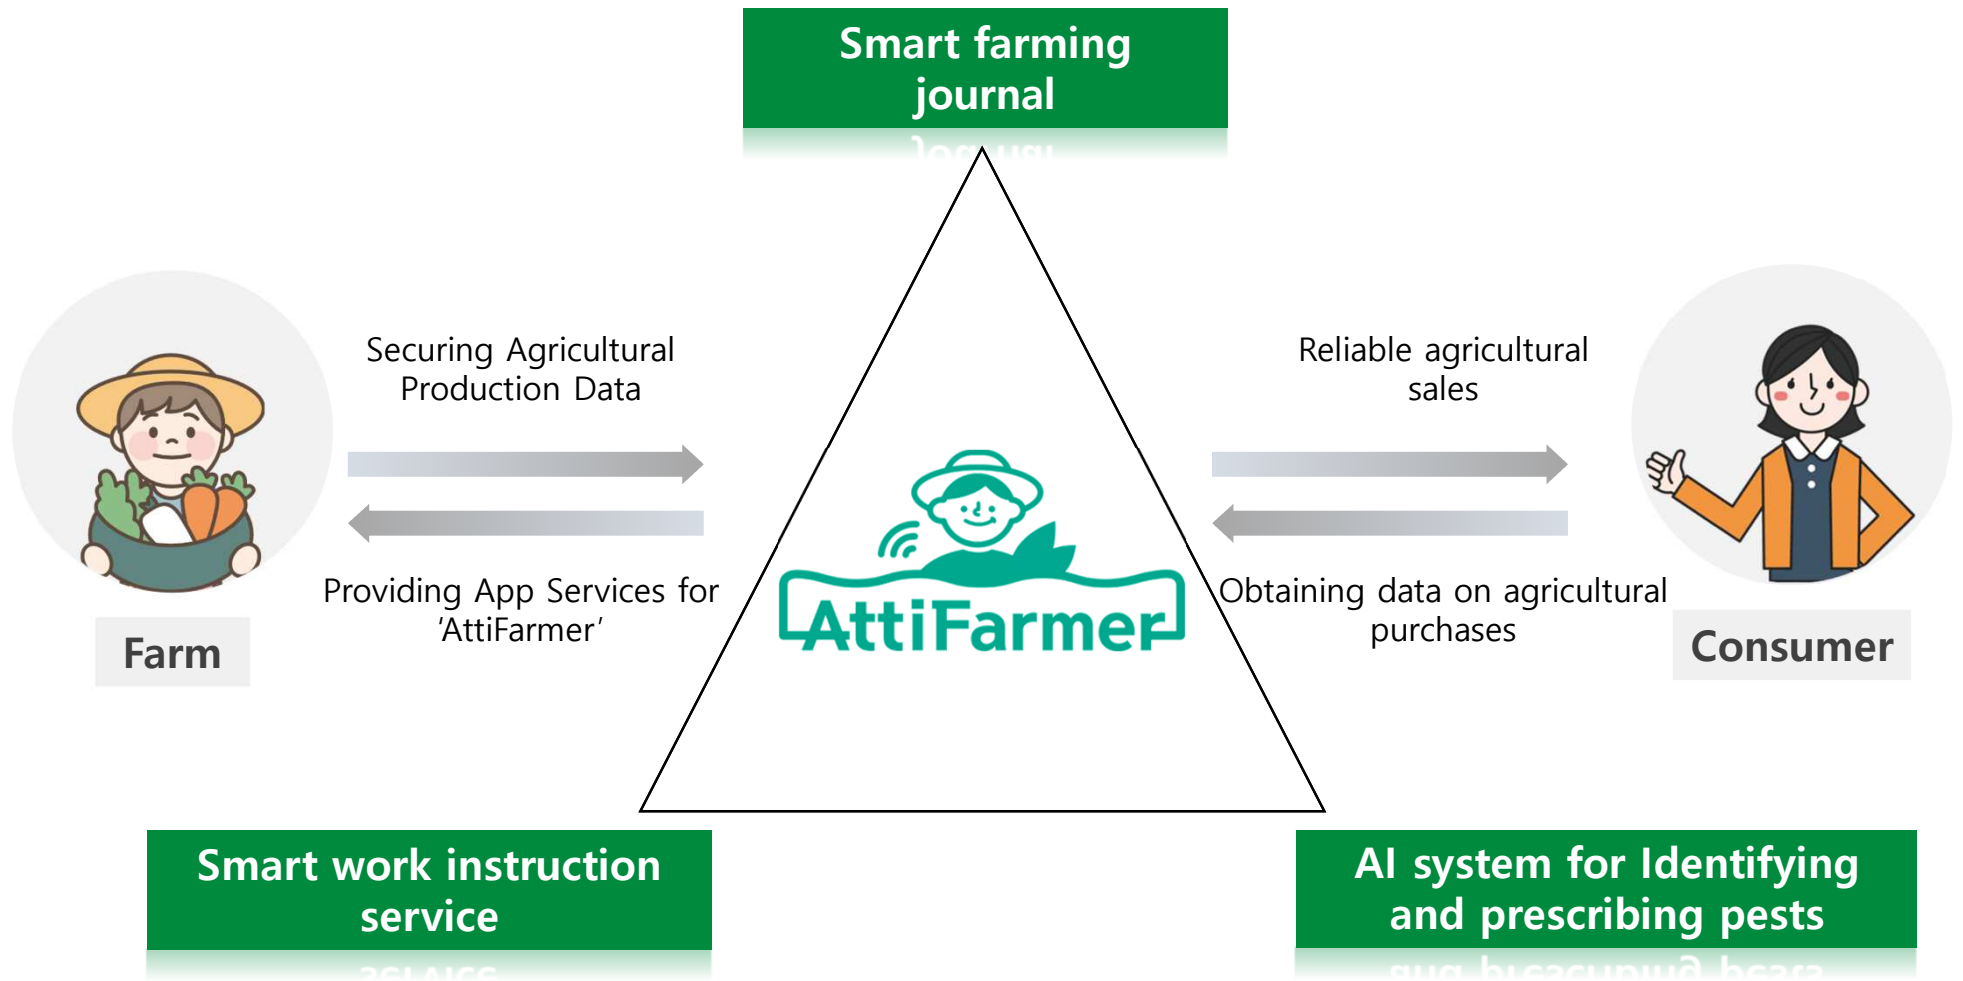 Smart farming
journal
Securing Agricultural
Production Data
Reliable agricultural
sales
Providing App Services for
'AttiFarmer'
Obtaining data on agricultural
purchases
AttiFarmer
Farm
Consumer
Smart work instruction
service
AI system for Identifying
and prescribing pests